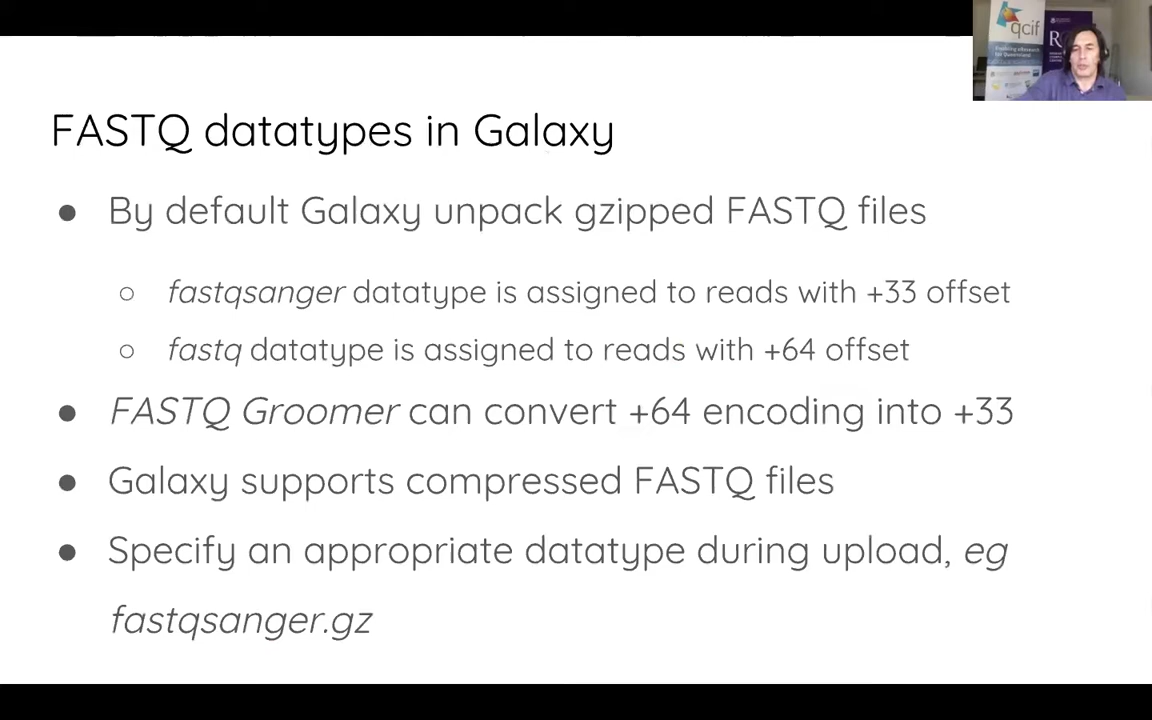 qcif
FASTQ datatypes in Galaxy
● By default Galaxy unpack gzipped FASTQ files
○ fastqsanger datatype is assigned to reads with +33 offset
○ fastq datatype is assigned to reads with +64 offset
● FASTQ Groomer can convert +64 encoding into +33
● Galaxy supports compressed FASTQ files
● Specify an appropriate datatype during upload, eg
fastqsanger.gz